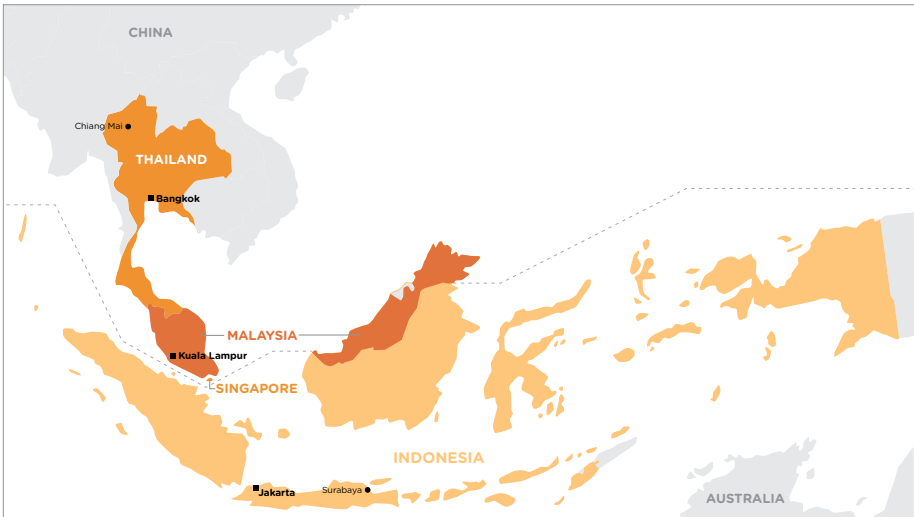 CHINA
Chiang Mai
THAILAND
Bangkok
MALAYSIA
Kuala Lampur
SINGAPORE
INDONESIA
Jakarta
Surabaya
AUSTRALIA